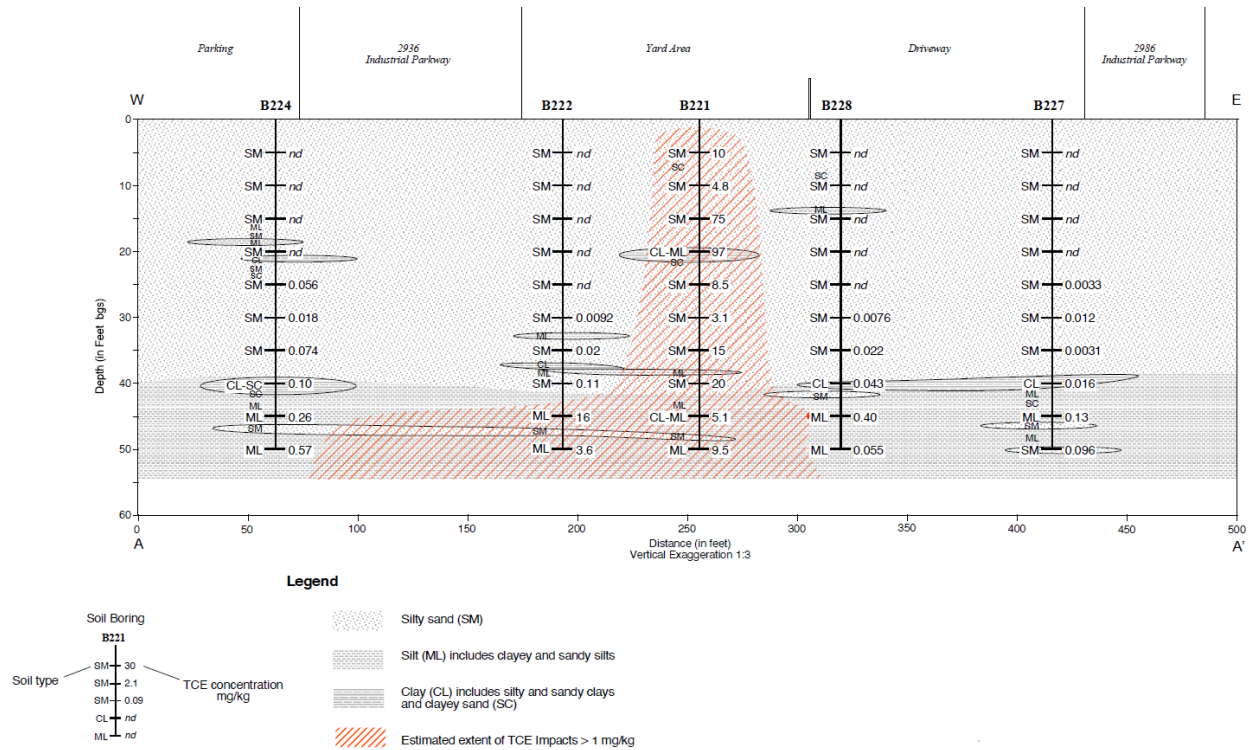 Parking
2936
Industrial Parkway
Yard Area
Driveway
2986
Industrial Parkway
W
B224
B222
B221
B228
B227
E
0
SM nd
SM nd
SM 10
SM nd
SM nd
SC
SC
10
SM nd
SM nd
SM 4.8
SM nd
SM nd
ML
SM nd
SM nd
SM 75
SM nd
SM nd
ML
SM
ML
20
SM nd
SM nd
CL-ML 97
SM nd
SM nd
CL
SC
SM
SC
SM 0.056
SM nd
SM 8.5
SM nd
SM 0.0033
30
SM 0.018
SM 0.0092
SM 3.1
SM 0.0076
SM 0.012
ML
SM 0.074
SM 0.02
SM 15
SM 0.022
SM 0.0031
CL
ML
ML
40
CL-SC 0.10
SM 0.11
SM 20
CL 0.043
CL 0.016
SC
SM
ML
ML
ML
SC
ML 0.26
ML 16
CL-ML 5.1
ML 0.40
ML 0.13
SM
SM
SM
SM
ML
50
ML 0.57
ML 3.6
ML 9.5
ML 0.055
SM 0.096
60
Depth (in Feet bgs)
0 50 100 150 200 250 300 350 400 450 500
A
Distance (in feet)
A'
Vertical Exaggeration 1:3
Legend
Soil Boring
B221
Soil type
SM 30
SM 2.1
SM 0.09
CL nd
ML nd
TCE concentration
mg/kg
Silty sand (SM)
Silt (ML) includes clayey and sandy silts
Clay (CL) includes silty and sandy clays
and clayey sand (SC)
Estimated extent of TCE Impacts > 1 mg/kg